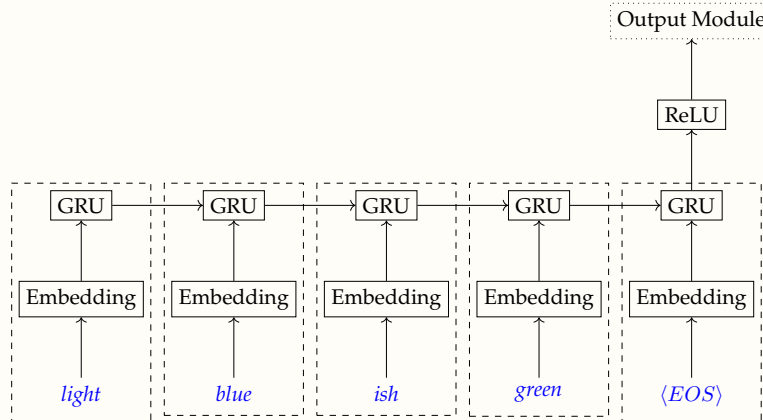 Output Module
ReLU
GRU GRU GRU GRU GRU
Embedding Embedding Embedding Embedding Embedding
light blue ish green ⟨EOS⟩